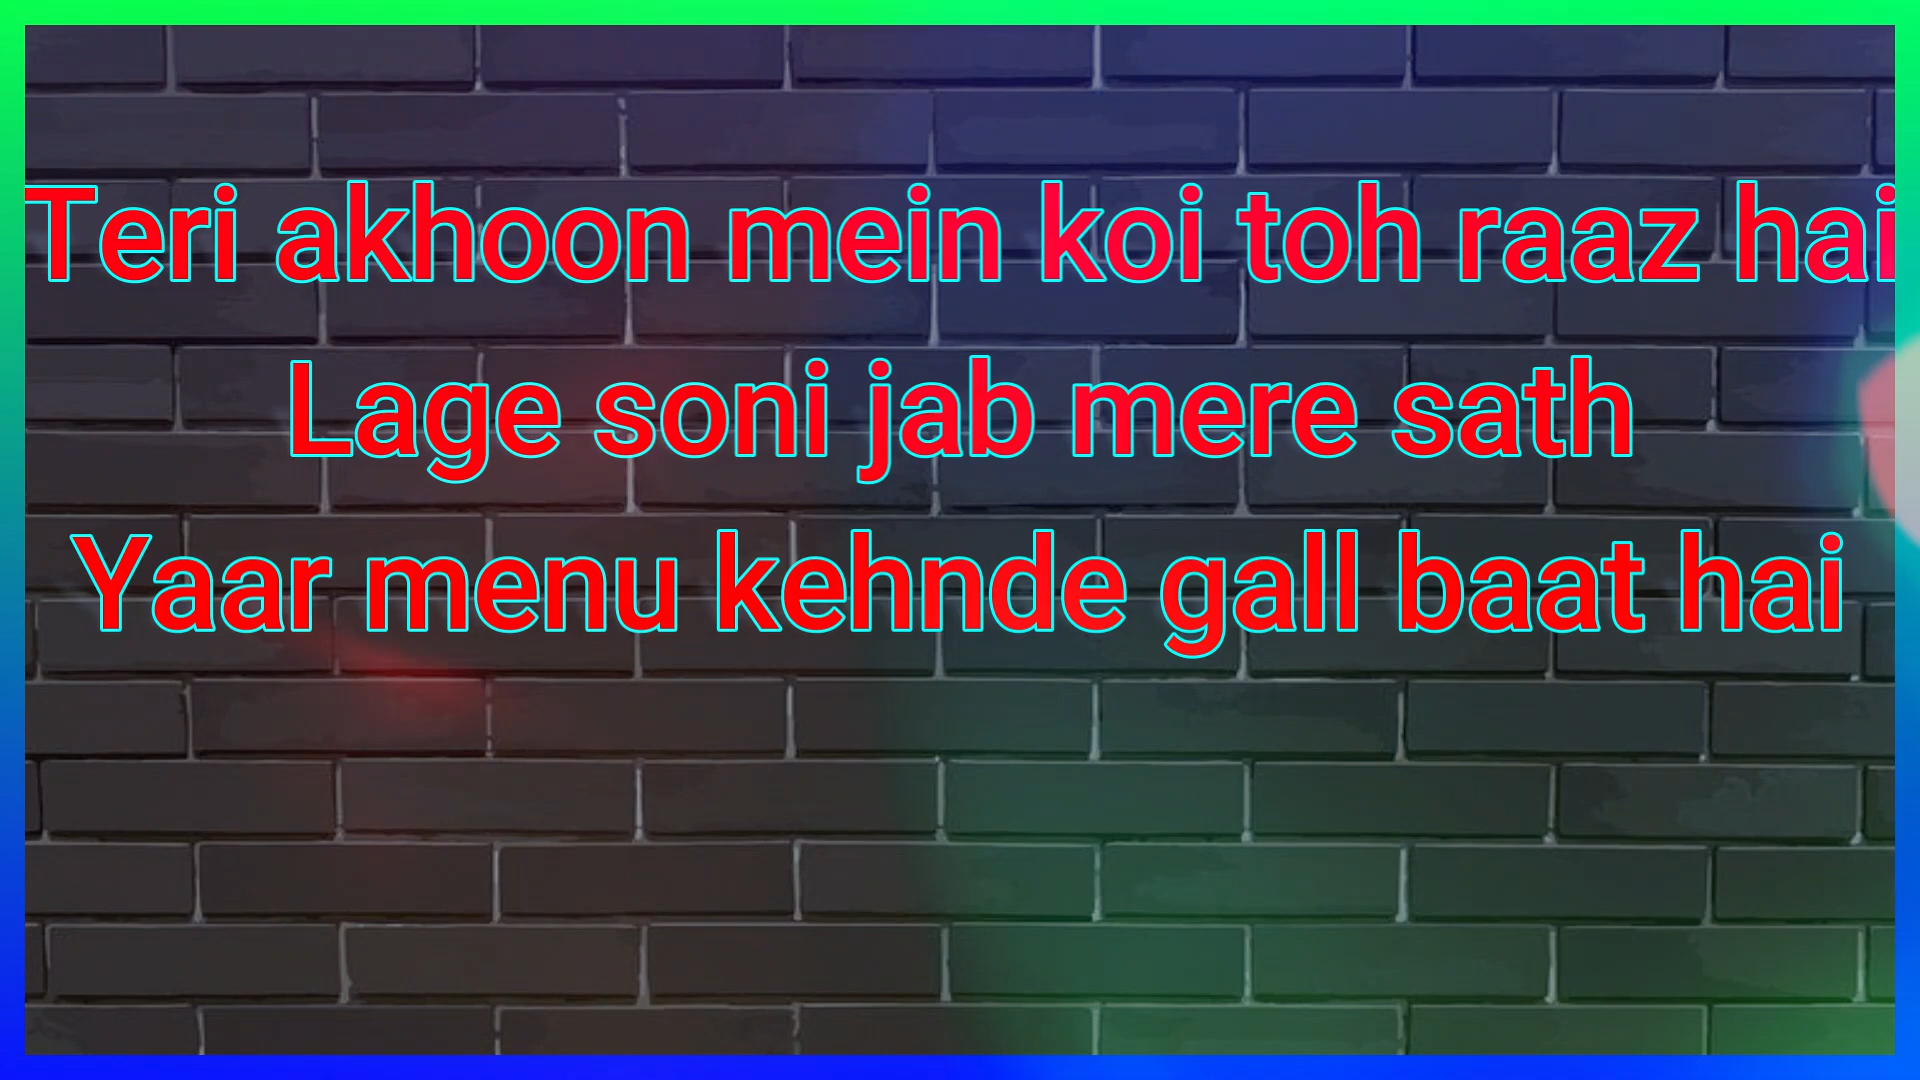 Teri akhoon mein koi toh raaz hai
Lage soni jab mere sath
Yaar menu kehnde gall baat hai